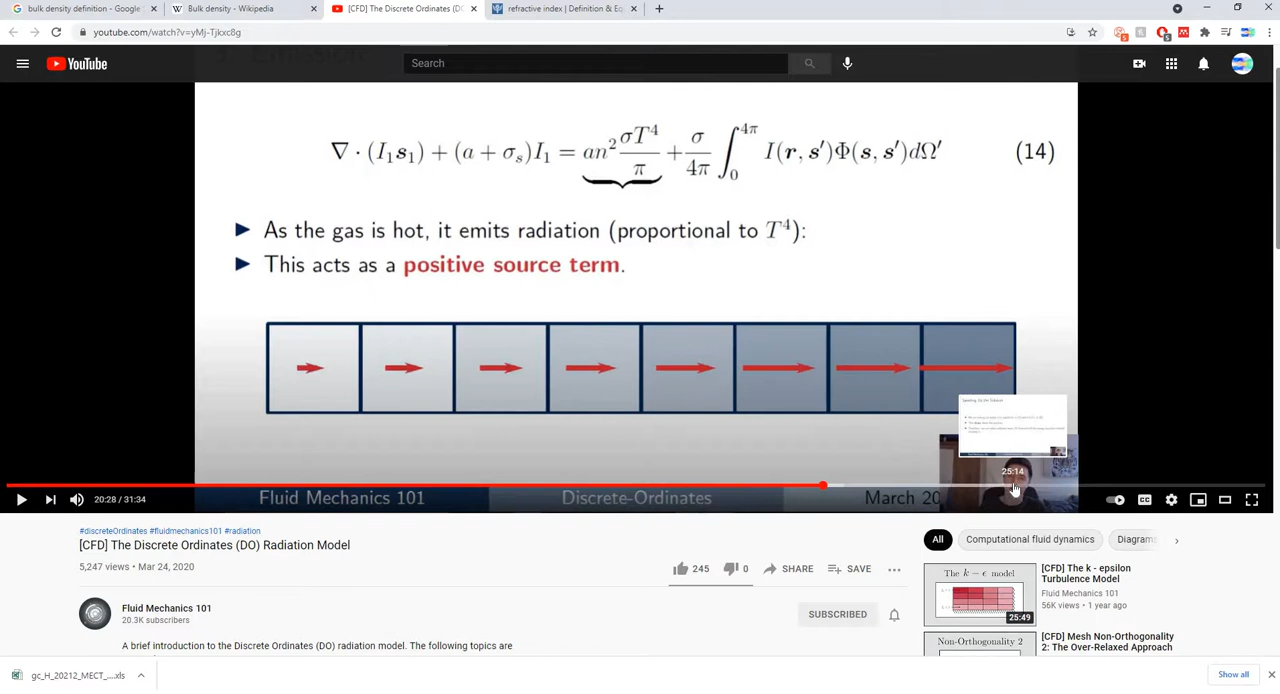 bulk density definition - Google
Bulk density - Wikipedia
[CFD] The Discrete Ordinates (DO
refractive index | Definition & Eq
youtube.com/watch?v=yMj-Tjkxc8g
YouTube
Search
∇ · (I₁s₁) + (a + σₛ)I₁ = an² σT⁴/π + σ/4π ∫₀⁴π I(r, s′)Φ(s, s′)dΩ′ (14)
As the gas is hot, it emits radiation (proportional to T⁴):
This acts as a positive source term.
25:14
20:28 / 31:34
CC
Fluid Mechanics 101 Discrete-Ordinates March 20
#discreteOrdinates #fluidmechanics101 #radiation
[CFD] The Discrete Ordinates (DO) Radiation Model
5,247 views • Mar 24, 2020
245 0 SHARE SAVE
Fluid Mechanics 101
20.3K subscribers
SUBSCRIBED
A brief introduction to the Discrete Ordinates (DO) radiation model. The following topics are
All Computational fluid dynamics Diagrams
The k - ϵ
model
25:49
[CFD] The k - epsilon
Turbulence Model
Fluid Mechanics 101
56K views • 1 year ago
Non-Orthogonality 2
[CFD] Mesh Non-Orthogonality
2: The Over-Relaxed Approach
gc_H_20212_MECT_....xls
Show all